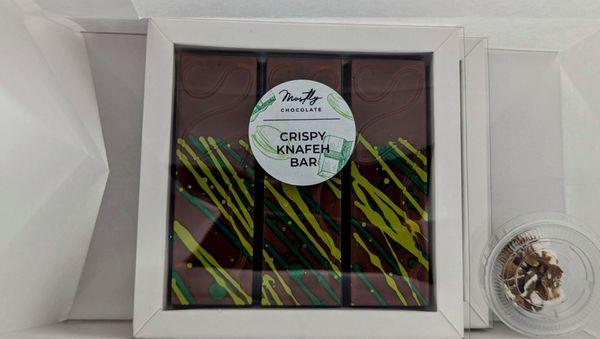 Mostly
CHOCOLATE
CRISPY
KNAFEH
BAR